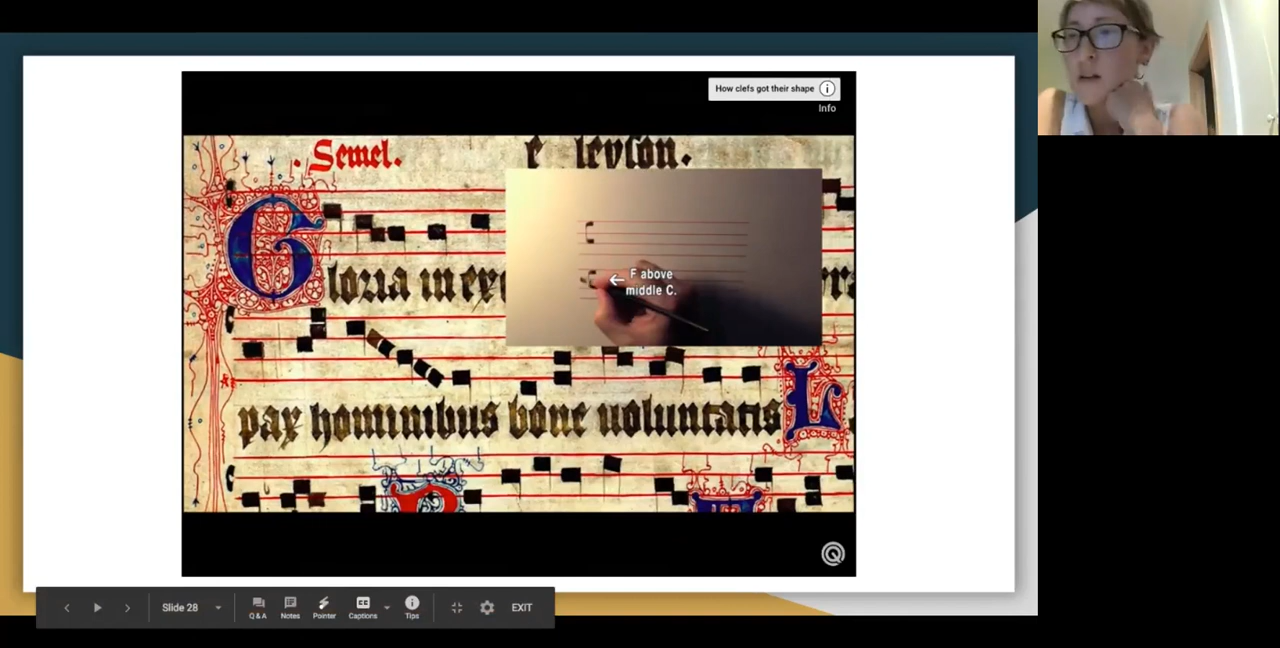 How clefs got their shape
Info
Semel.
e leyson.
G
loria in exc
F above
middle C.
pax hominibus bone uoluntatis L
Slide 28
Q & A
Notes
Pointer
Captions
Tips
EXIT